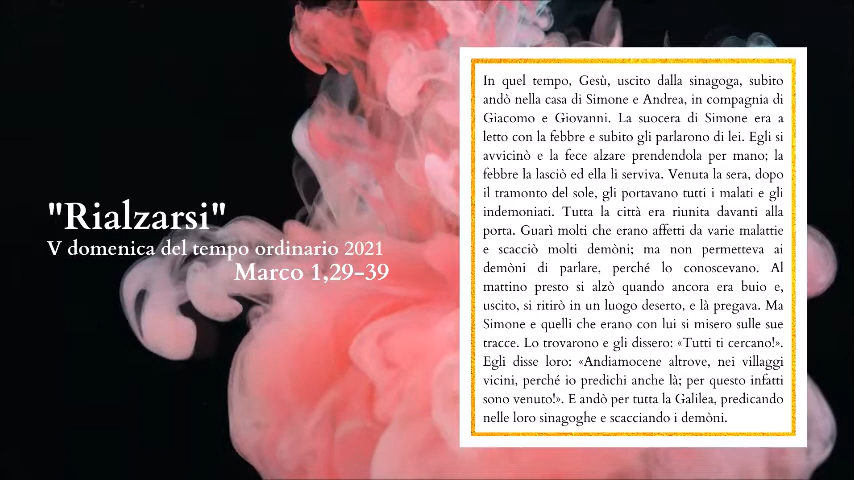 "Rialzarsi"
V domenica del tempo ordinario 2021
Marco 1,29-39
In quel tempo, Gesù, uscito dalla sinagoga, subito
andò nella casa di Simone e Andrea, in compagnia di
Giacomo e Giovanni. La suocera di Simone era a
letto con la febbre e subito gli parlarono di lei. Egli si
avvicinò e la fece alzare prendendola per mano; la
febbre la lasciò ed ella li serviva. Venuta la sera, dopo
il tramonto del sole, gli portavano tutti i malati e gli
indemoniati. Tutta la città era riunita davanti alla
porta. Guarì molti che erano affetti da varie malattie
e scacciò molti demòni; ma non permetteva ai
demòni di parlare, perché lo conoscevano. Al
mattino presto si alzò quando ancora era buio e,
uscito, si ritirò in un luogo deserto, e là pregava. Ma
Simone e quelli che erano con lui si misero sulle sue
tracce. Lo trovarono e gli dissero: «Tutti ti cercano!».
Egli disse loro: «Andiamocene altrove, nei villaggi
vicini, perché io predichi anche là; per questo infatti
sono venuto!». E andò per tutta la Galilea, predicando
nelle loro sinagoghe e scacciando i demòni.